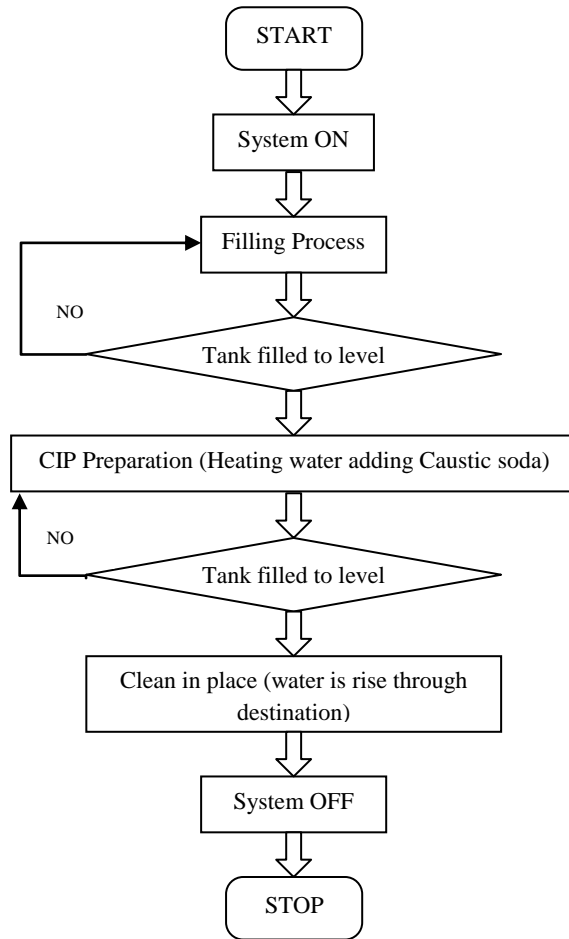 START
System ON
Filling Process
NO
Tank filled to level
CIP Preparation (Heating water adding Caustic soda)
NO
Tank filled to level
Clean in place (water is rise through
destination)
System OFF
STOP